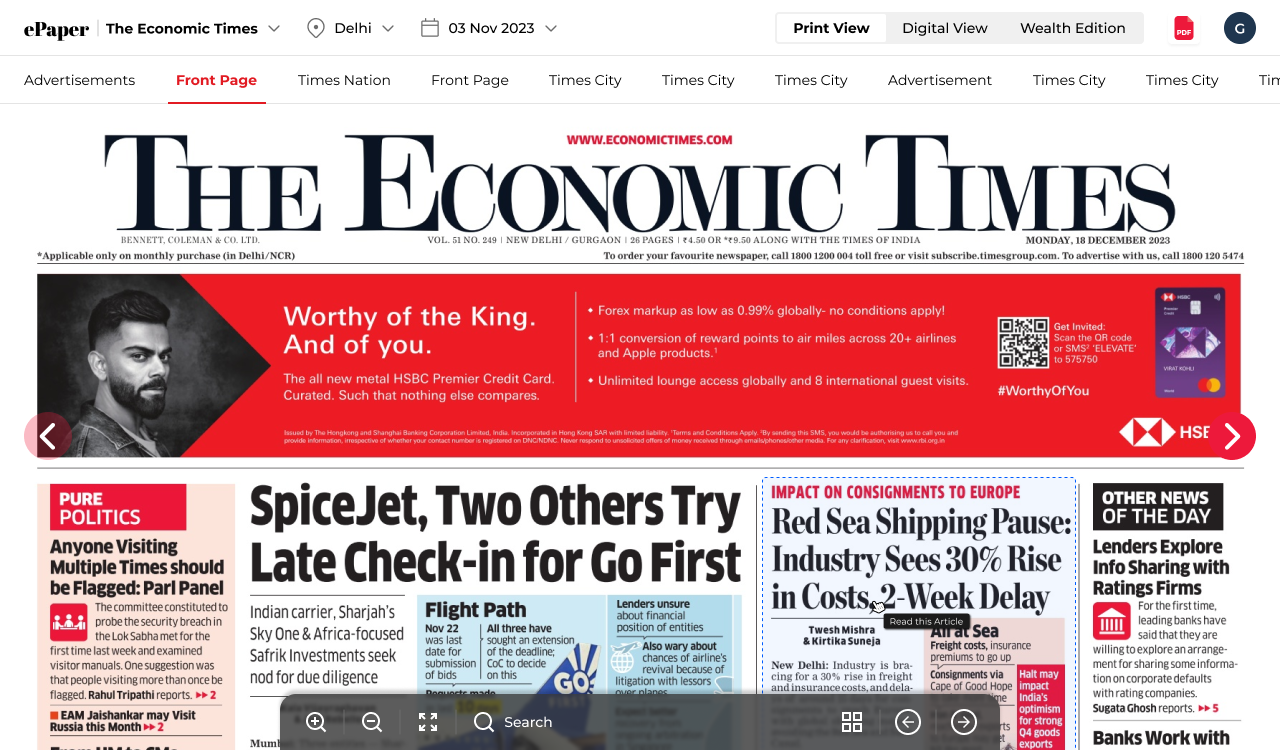 ePaper
The Economic Times
Delhi
03 Nov 2023
Print View
Digital View
Wealth Edition
PDF
G
Advertisements
Front Page
Times Nation
Front Page
Times City
Times City
Times City
Advertisement
Times City
Times City
WWW.ECONOMICTIMES.COM
THE ECONOMIC TIMES
BENNETT, COLEMAN & CO. LTD.
VOL. 51 NO. 249 | NEW DELHI / GURGAON | 26 PAGES | ₹4.50 OR *₹9.50 ALONG WITH THE TIMES OF INDIA
MONDAY, 18 DECEMBER 2023
*Applicable only on monthly purchase (in Delhi/NCR)
To order your favourite newspaper, call 1800 1200 004 toll free or visit subscribe.timesgroup.com. To advertise with us, call 1800 120 5474
Worthy of the King.
And of you.
The all new metal HSBC Premier Credit Card.
Curated. Such that nothing else compares.
• Forex markup as low as 0.99% globally- no conditions apply!
• 1:1 conversion of reward points to air miles across 20+ airlines
and Apple products.¹
• Unlimited lounge access globally and 8 international guest visits.
Get Invited:
Scan the QR code
or SMS² 'ELEVATE'
to 575750
#WorthyOfYou
HSBC
Premier
Credit
VIRAT KOHLI
Issued by The Hongkong and Shanghai Banking Corporation Limited, India. Incorporated in Hong Kong SAR with limited liability. ¹Terms and Conditions Apply. ²By sending this SMS, you would be authorising us to call you and
provide information, irrespective of whether your contact number is registered on DNC/NDNC. Never respond to unsolicited offers of money received through emails/phones/other media. For any clarification, visit www.rbi.org.in
PURE
POLITICS
Anyone Visiting
Multiple Times should
be Flagged: Parl Panel
The committee constituted to
probe the security breach in
the Lok Sabha met for the
first time last week and examined
visitor manuals. One suggestion was
that people visiting more than once be
flagged. Rahul Tripathi reports. 2
EAM Jaishankar may Visit
Russia this Month 2
SpiceJet, Two Others Try
Late Check-in for Go First
Indian carrier, Sharjah's
Sky One & Africa-focused
Safrik Investments seek
nod for due diligence
Flight Path
Nov 22
was last
date for
submission
of bids
All three have
sought an extension
of the deadline;
CoC to decide
on this
Requests made
Lenders unsure
about financial
position of entities
Also wary about
chances of airline's
revival because of
litigation with lessors
over planes
GO
IMPACT ON CONSIGNMENTS TO EUROPE
Red Sea Shipping Pause:
Industry Sees 30% Rise
in Costs, 2-Week Delay
Read this Article
Twesh Mishra
& Kirtika Suneja
New Delhi: Industry is bra-
cing for a 30% rise in freight
and insurance costs, and dela-
All at Sea
Freight costs, insurance
premiums to go up
Consignments via
Cape of Good Hope
Halt may
impact
India's
optimism
for strong
Q4 goods
exports
OTHER NEWS
OF THE DAY
Lenders Explore
Info Sharing with
Ratings Firms
For the first time,
leading banks have
said that they are
willing to explore an arrange-
ment for sharing some informa-
tion on corporate defaults
with rating companies.
Sugata Ghosh reports. 5
Banks Work with
Search